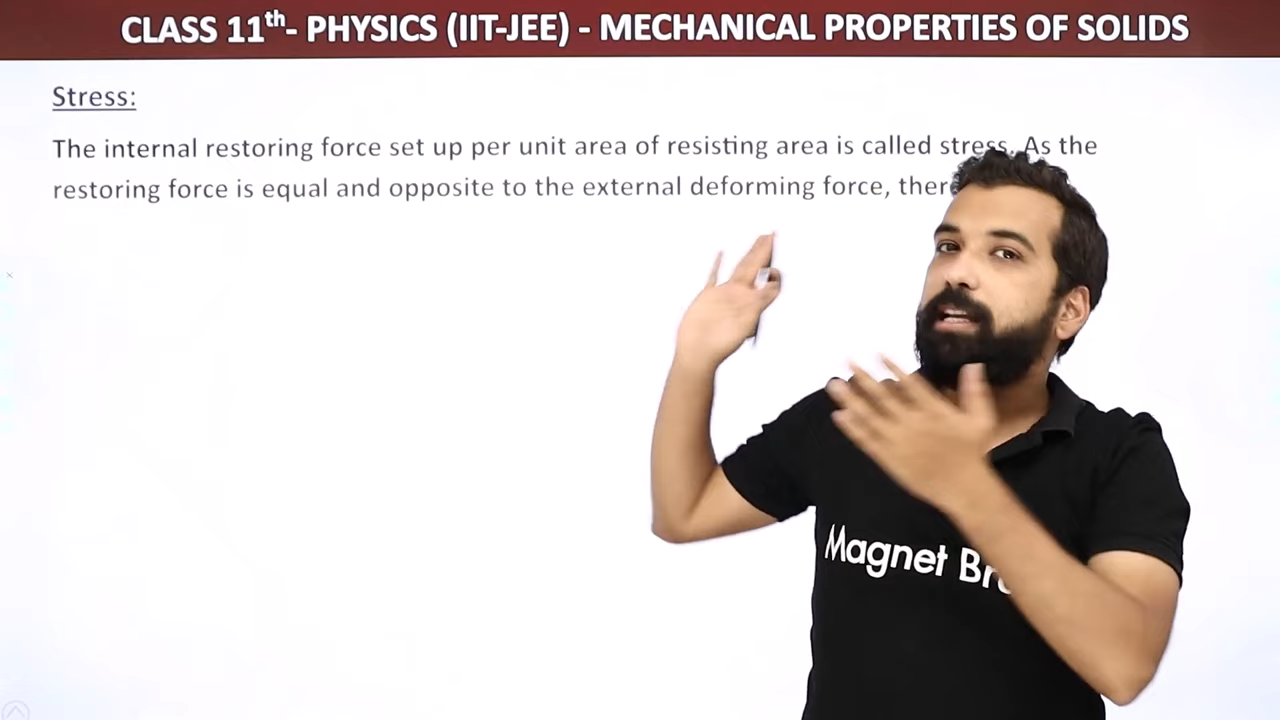 CLASS 11th- PHYSICS (IIT-JEE) - MECHANICAL PROPERTIES OF SOLIDS
Stress:
The internal restoring force set up per unit area of resisting area is called stress. As the
restoring force is equal and opposite to the external deforming force,
Magnet